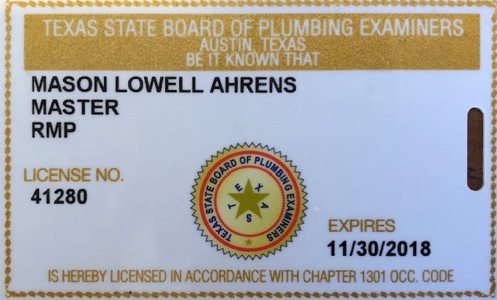 TEXAS STATE BOARD OF PLUMBING EXAMINERS
AUSTIN, TEXAS
BE IT KNOWN THAT
MASON LOWELL AHRENS
MASTER
RMP
LICENSE NO.
41280
TEXAS STATE BOARD OF PLUMBING EXAMINERS
TEXAS
EXPIRES
11/30/2018
IS HEREBY LICENSED IN ACCORDANCE WITH CHAPTER 1301 OCC. CODE